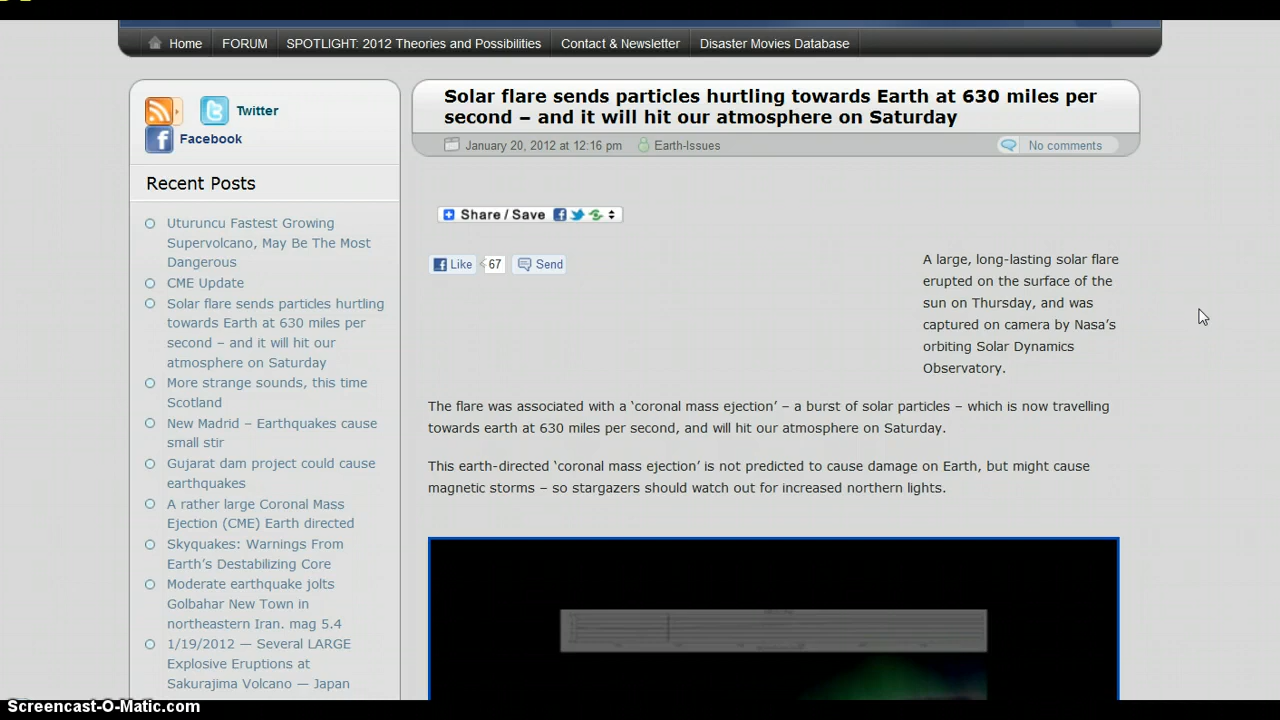 Home FORUM SPOTLIGHT: 2012 Theories and Possibilities Contact & Newsletter Disaster Movies Database
Twitter
Facebook
Recent Posts
Uturuncu Fastest Growing
Supervolcano, May Be The Most
Dangerous
CME Update
Solar flare sends particles hurtling
towards Earth at 630 miles per
second – and it will hit our
atmosphere on Saturday
More strange sounds, this time
Scotland
New Madrid – Earthquakes cause
small stir
Gujarat dam project could cause
earthquakes
A rather large Coronal Mass
Ejection (CME) Earth directed
Skyquakes: Warnings From
Earth's Destabilizing Core
Moderate earthquake jolts
Golbahar New Town in
northeastern Iran. mag 5.4
1/19/2012 — Several LARGE
Explosive Eruptions at
Sakurajima Volcano — Japan
Solar flare sends particles hurtling towards Earth at 630 miles per
second – and it will hit our atmosphere on Saturday
January 20, 2012 at 12:16 pm Earth-Issues No comments
Share / Save
Like 67 Send
A large, long-lasting solar flare
erupted on the surface of the
sun on Thursday, and was
captured on camera by Nasa's
orbiting Solar Dynamics
Observatory.
The flare was associated with a ‘coronal mass ejection’ – a burst of solar particles – which is now travelling
towards earth at 630 miles per second, and will hit our atmosphere on Saturday.
This earth-directed ‘coronal mass ejection’ is not predicted to cause damage on Earth, but might cause
magnetic storms – so stargazers should watch out for increased northern lights.
Screencast-O-Matic.com